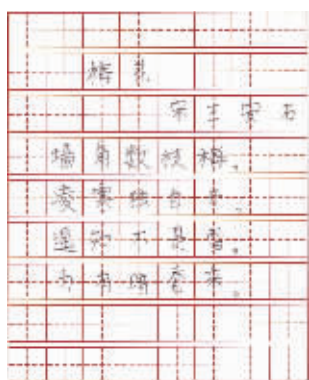 梅花
宋王安石
墙角数枝梅,
凌寒独自开。
遥知不是雪。
为有暗香来。